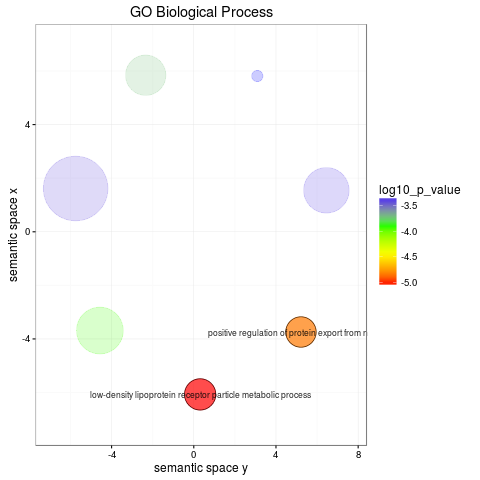 GO Biological Process
4
0
-4
semantic space x
positive regulation of protein export from n
low-density lipoprotein receptor particle metabolic process
-4
0
4
8
semantic space y
log10_p_value
-3.5
-4.0
-4.5
-5.0